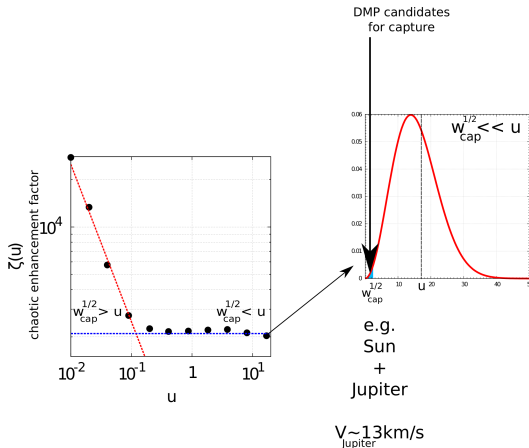 DMP candidates
for capture
0.06
0.05
0.04
0.03
0.02
0.01
0
w_cap^1/2 << u
w_cap^1/2
10
u
30
40
50
chaotic enhancement factor
ζ(u)
10^4
w_cap^1/2 > u
w_cap^1/2 < u
10^-2
10^-1
1
10^1
u
e.g.
Sun
+
Jupiter
V_Jupiter~13km/s